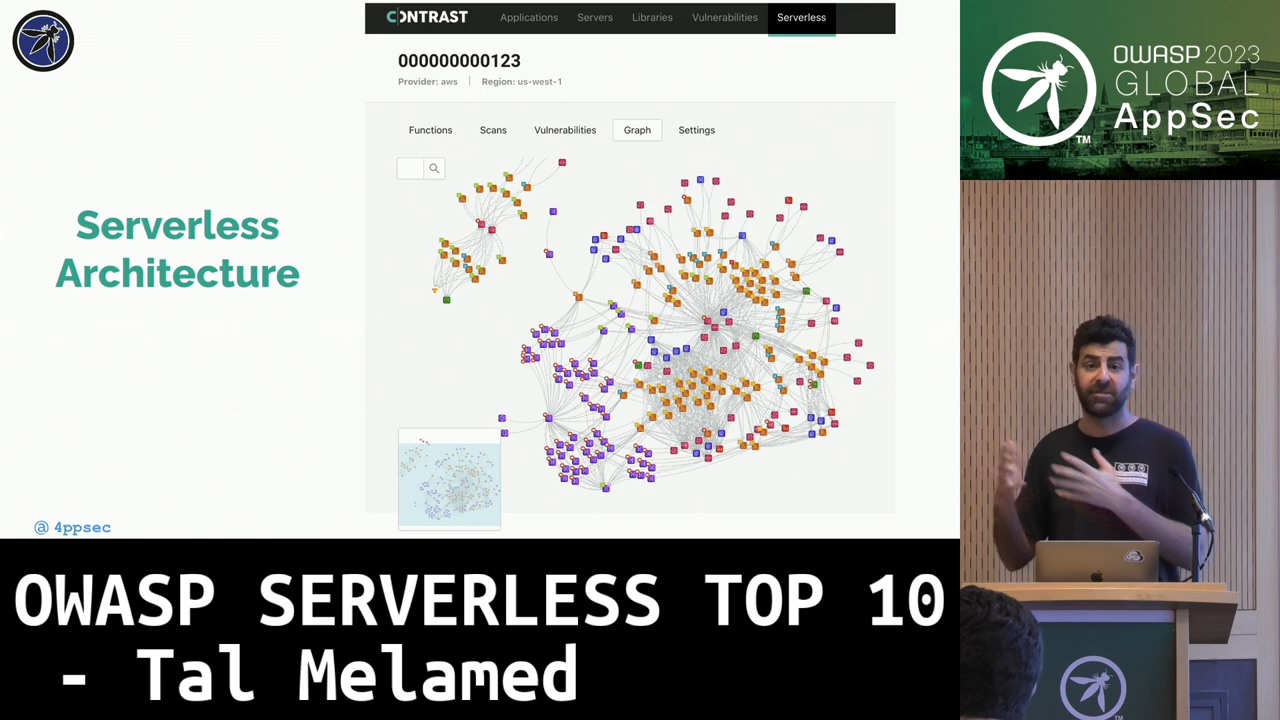 CONTRAST
Applications
Servers
Libraries
Vulnerabilities
Serverless
000000000123
Provider: aws
Region: us-west-1
Functions
Scans
Vulnerabilities
Graph
Settings
Serverless
Architecture
@ 4ppsec
OWASP SERVERLESS TOP 10
- Tal Melamed
OWASP 2023
GLOBAL
AppSec
TM